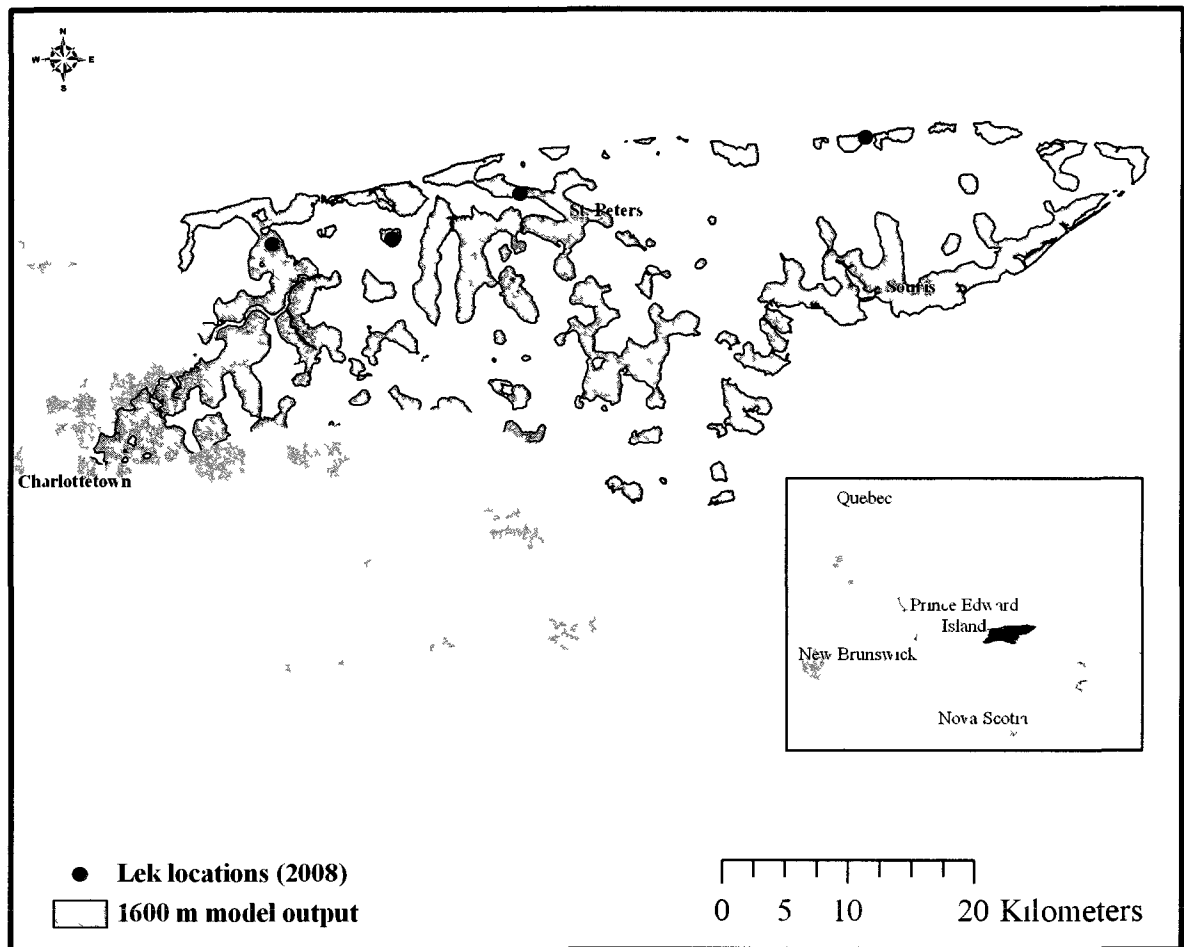 N
W E
S
St. Peters
Souris
Charlottetown
Quebec
Prince Edward
Island
New Brunswick
Nova Scotia
Lek locations (2008)
1600 m model output
0 5 10 20 Kilometers